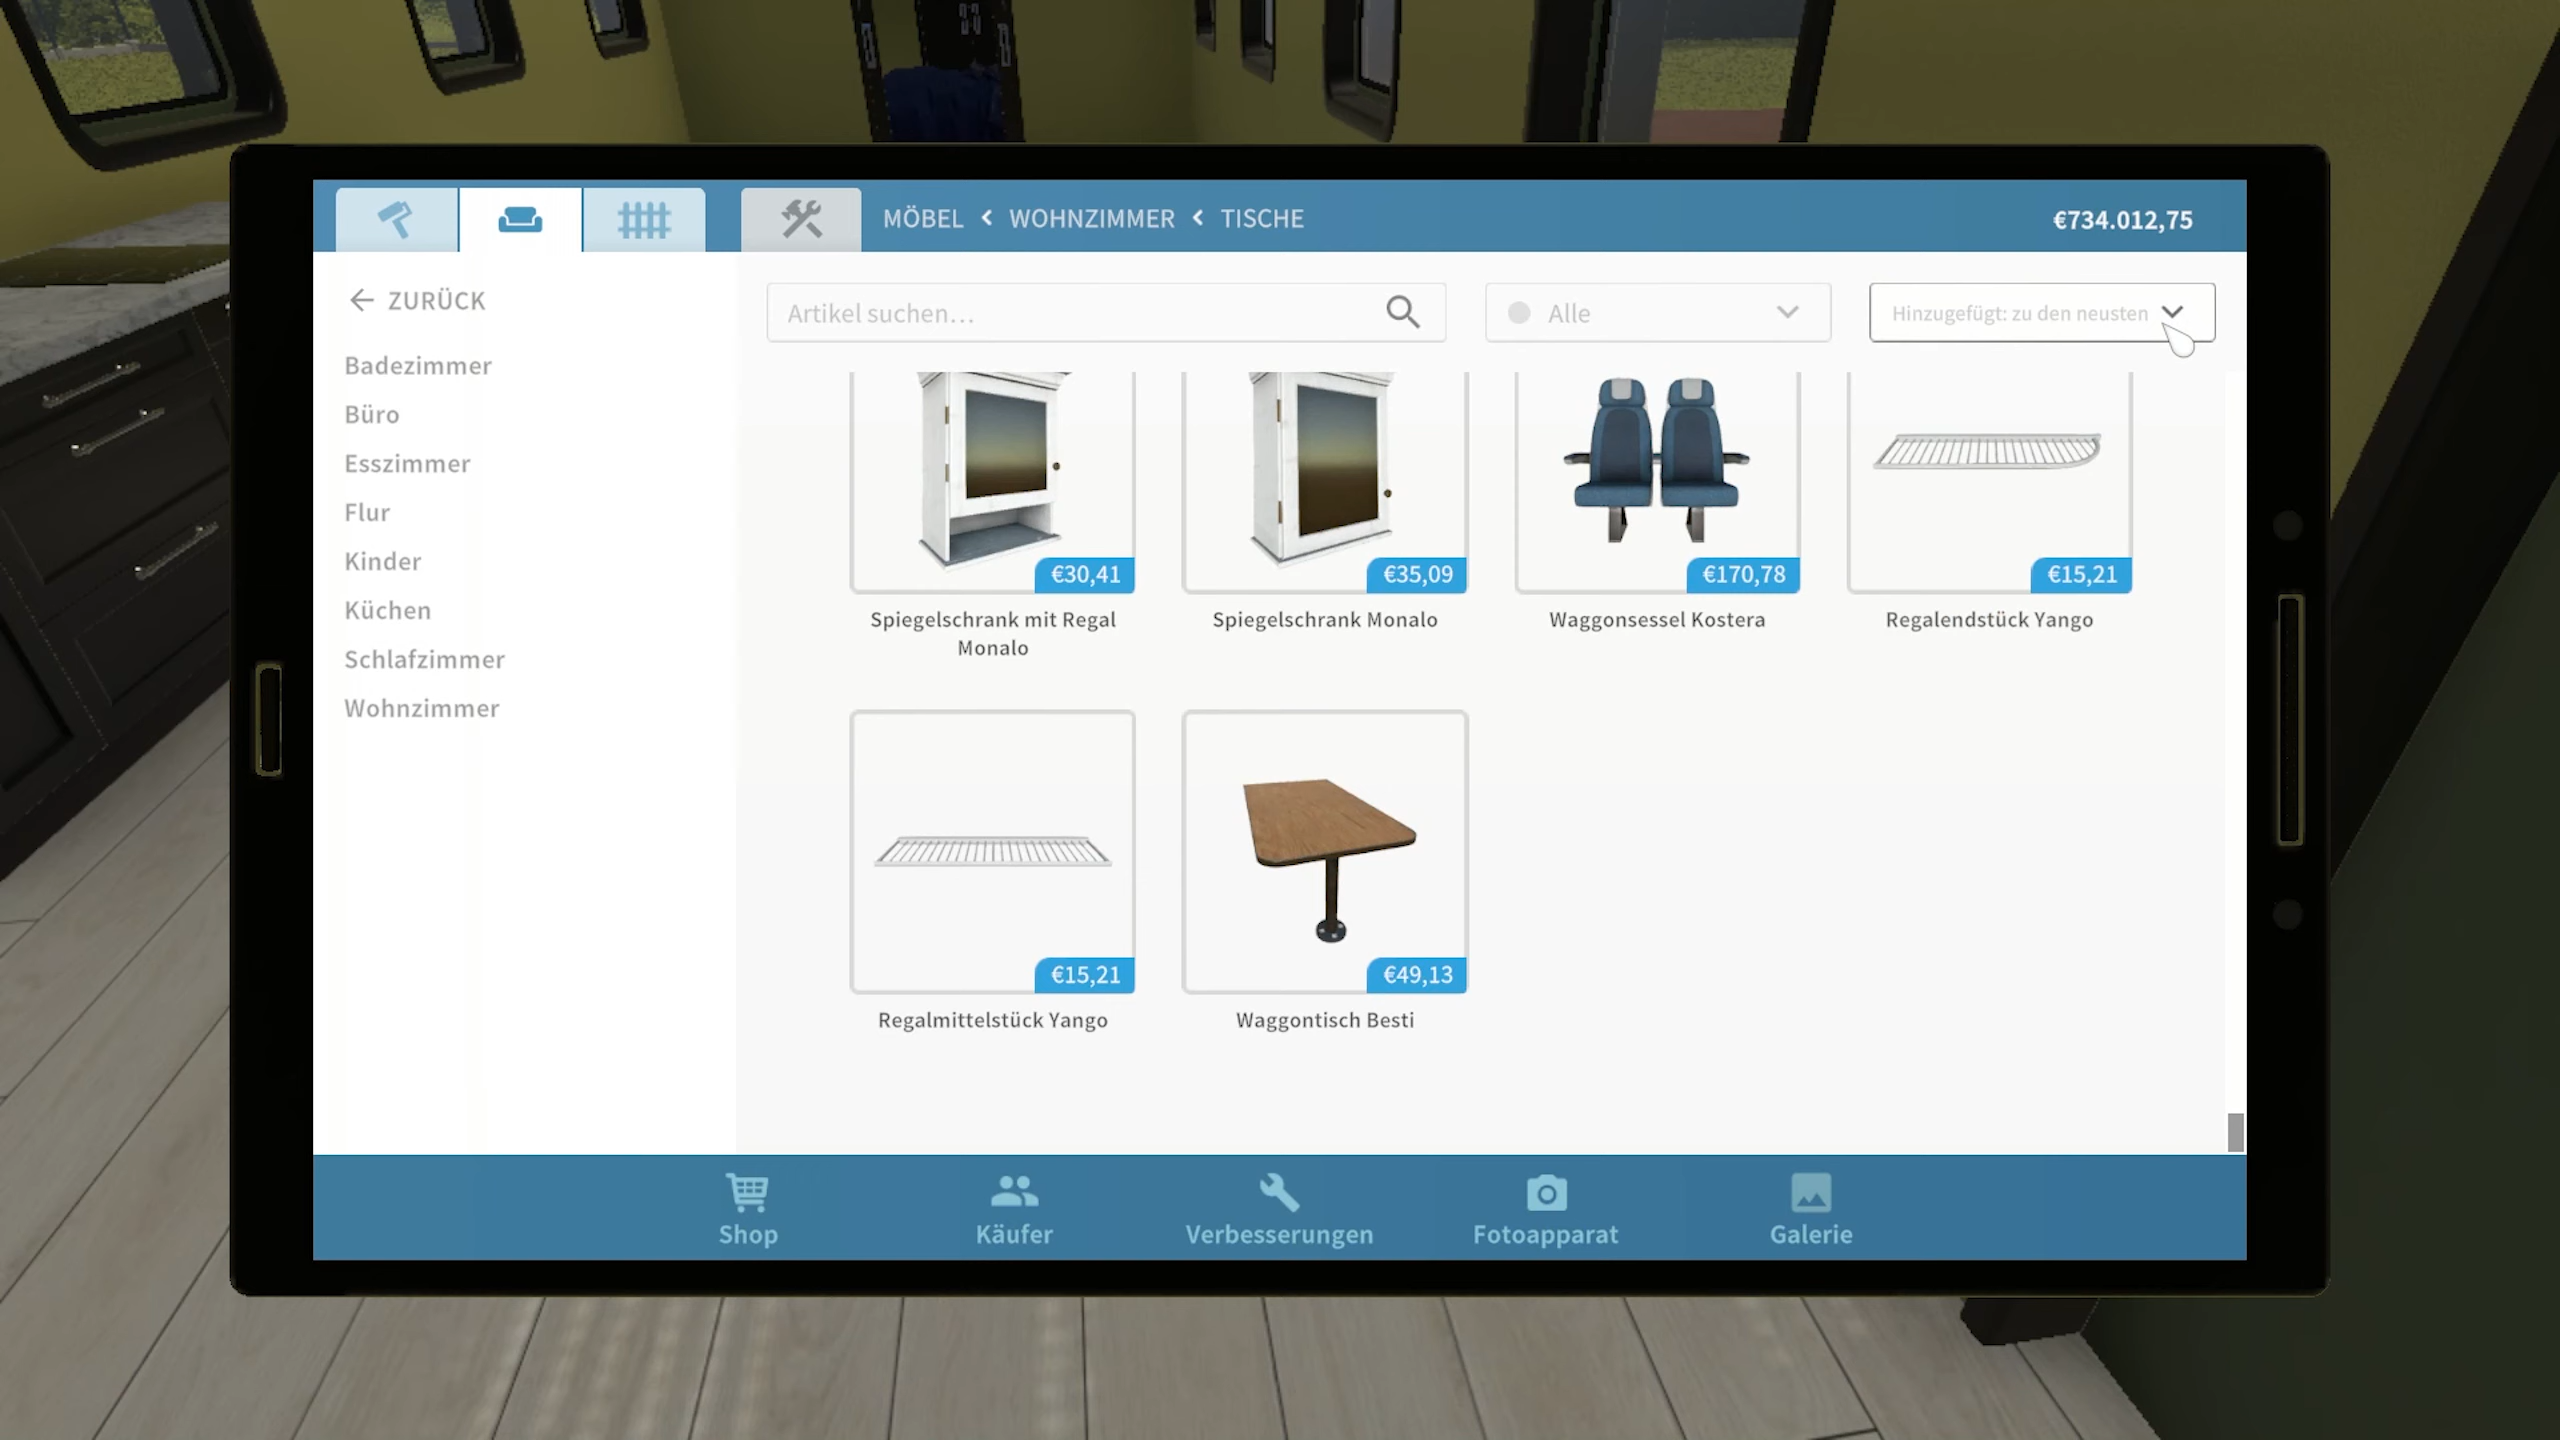 MÖBEL < WOHNZIMMER < TISCHE
€734.012,75
ZURÜCK
Artikel suchen...
Alle
Hinzugefügt: zu den neusten
Badezimmer
Büro
Esszimmer
Flur
Kinder
Küchen
Schlafzimmer
Wohnzimmer
€30,41
€35,09
€170,78
€15,21
Spiegelschrank mit Regal
Monalo
Spiegelschrank Monalo
Waggonsessel Kostera
Regalendstück Yango
€15,21
€49,13
Regalmittelstück Yango
Waggontisch Besti
Shop
Käufer
Verbesserungen
Fotoapparat
Galerie